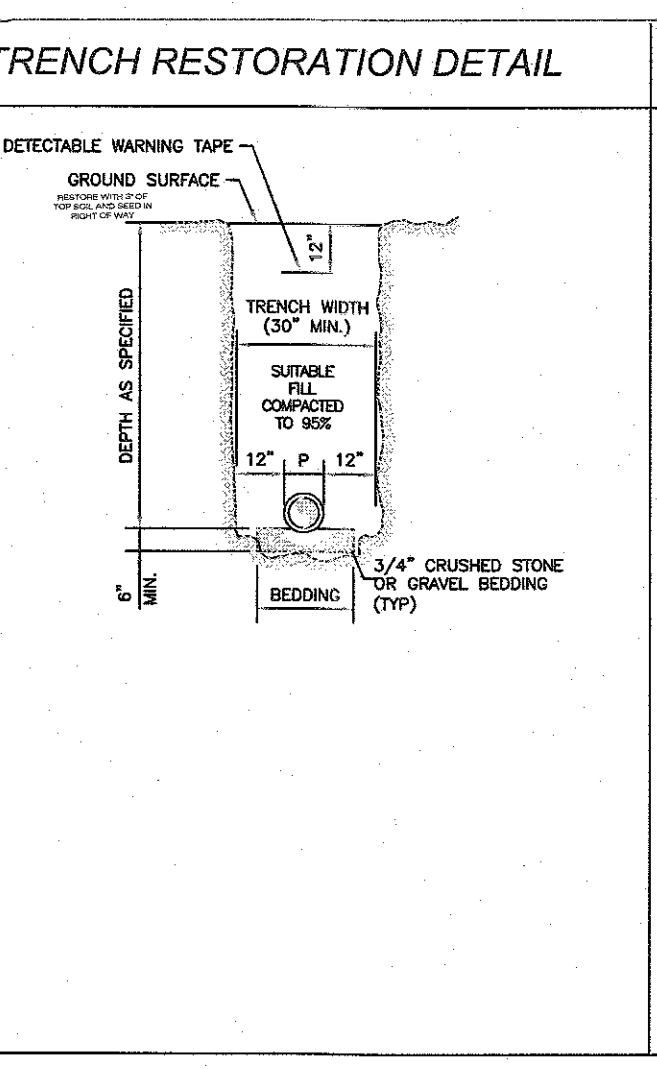 TRENCH RESTORATION DETAIL
DETECTABLE WARNING TAPE
GROUND SURFACE
RESTORE WITH 3" OF
TOP SOIL AND SEED IN
RIGHT OF WAY
12"
TRENCH WIDTH
(30" MIN.)
DEPTH AS SPECIFIED
SUITABLE
FILL
COMPACTED
TO 95%
12" P 12"
3/4" CRUSHED STONE
OR GRAVEL BEDDING
(TYP)
6"
MIN.
BEDDING